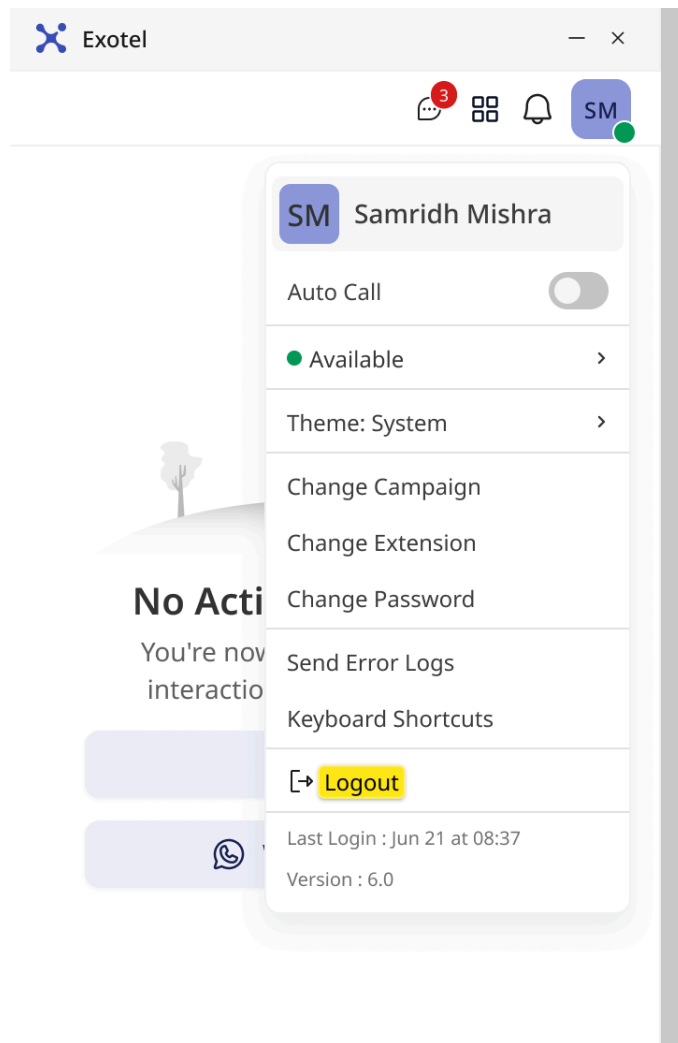 Exotel
3
SM
SM Samridh Mishra
Auto Call
Available
Theme: System
Change Campaign
Change Extension
Change Password
No Acti
You're now
interactio
Send Error Logs
Keyboard Shortcuts
Logout
Last Login : Jun 21 at 08:37
Version : 6.0